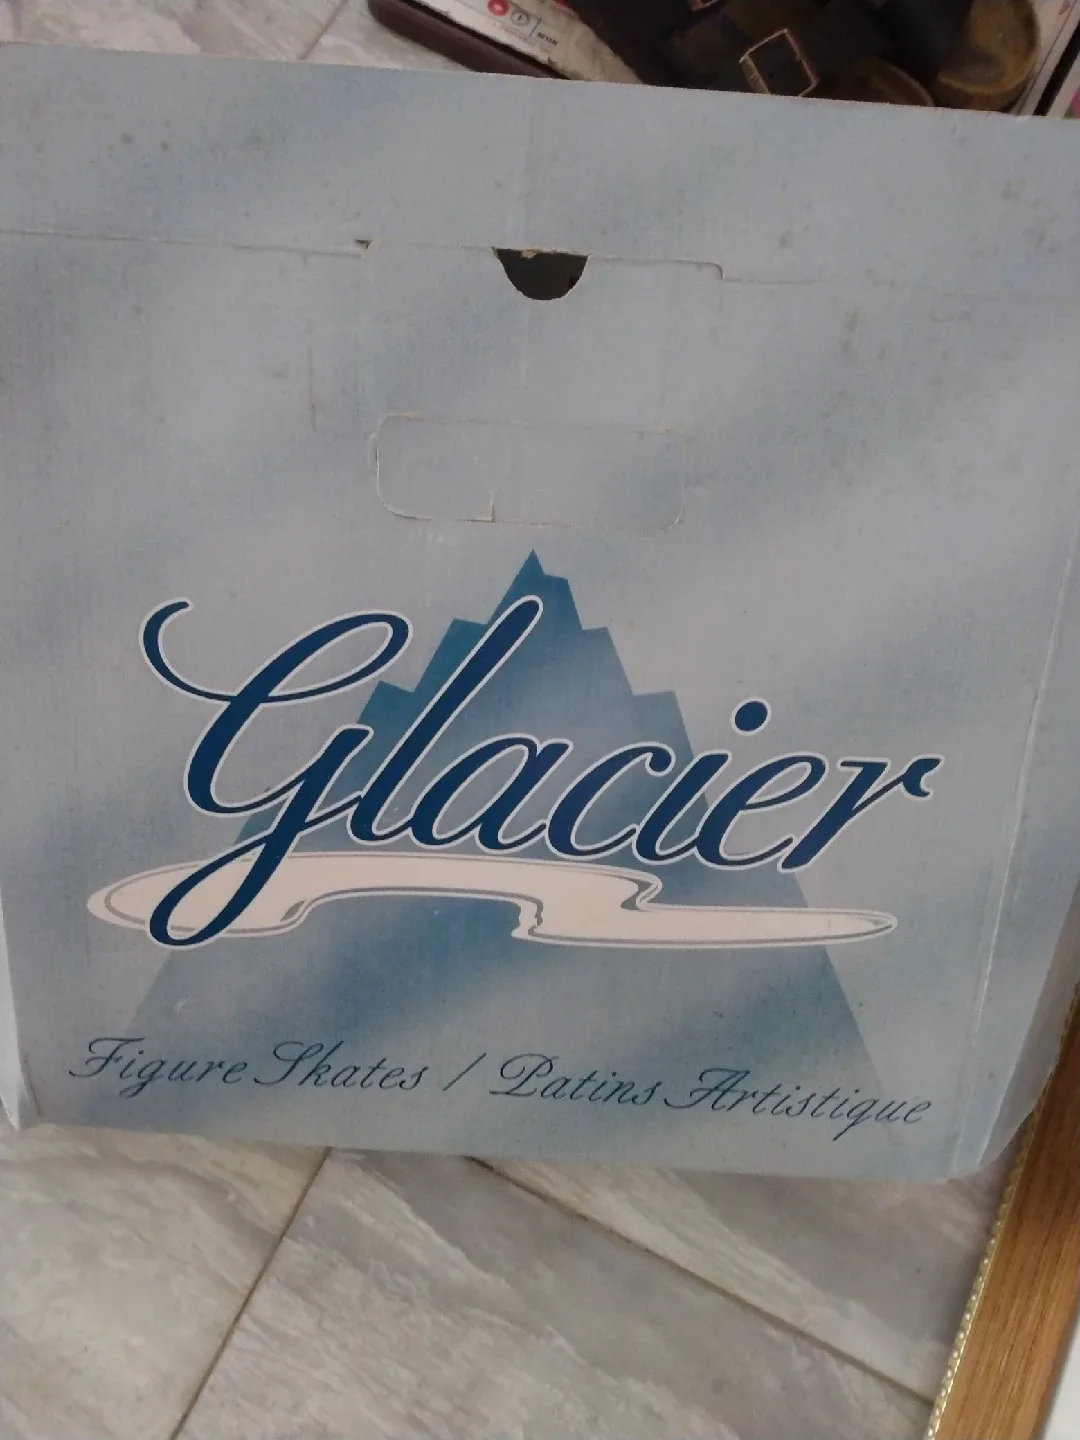 Glacier
Figure Skates / Patins Artistique